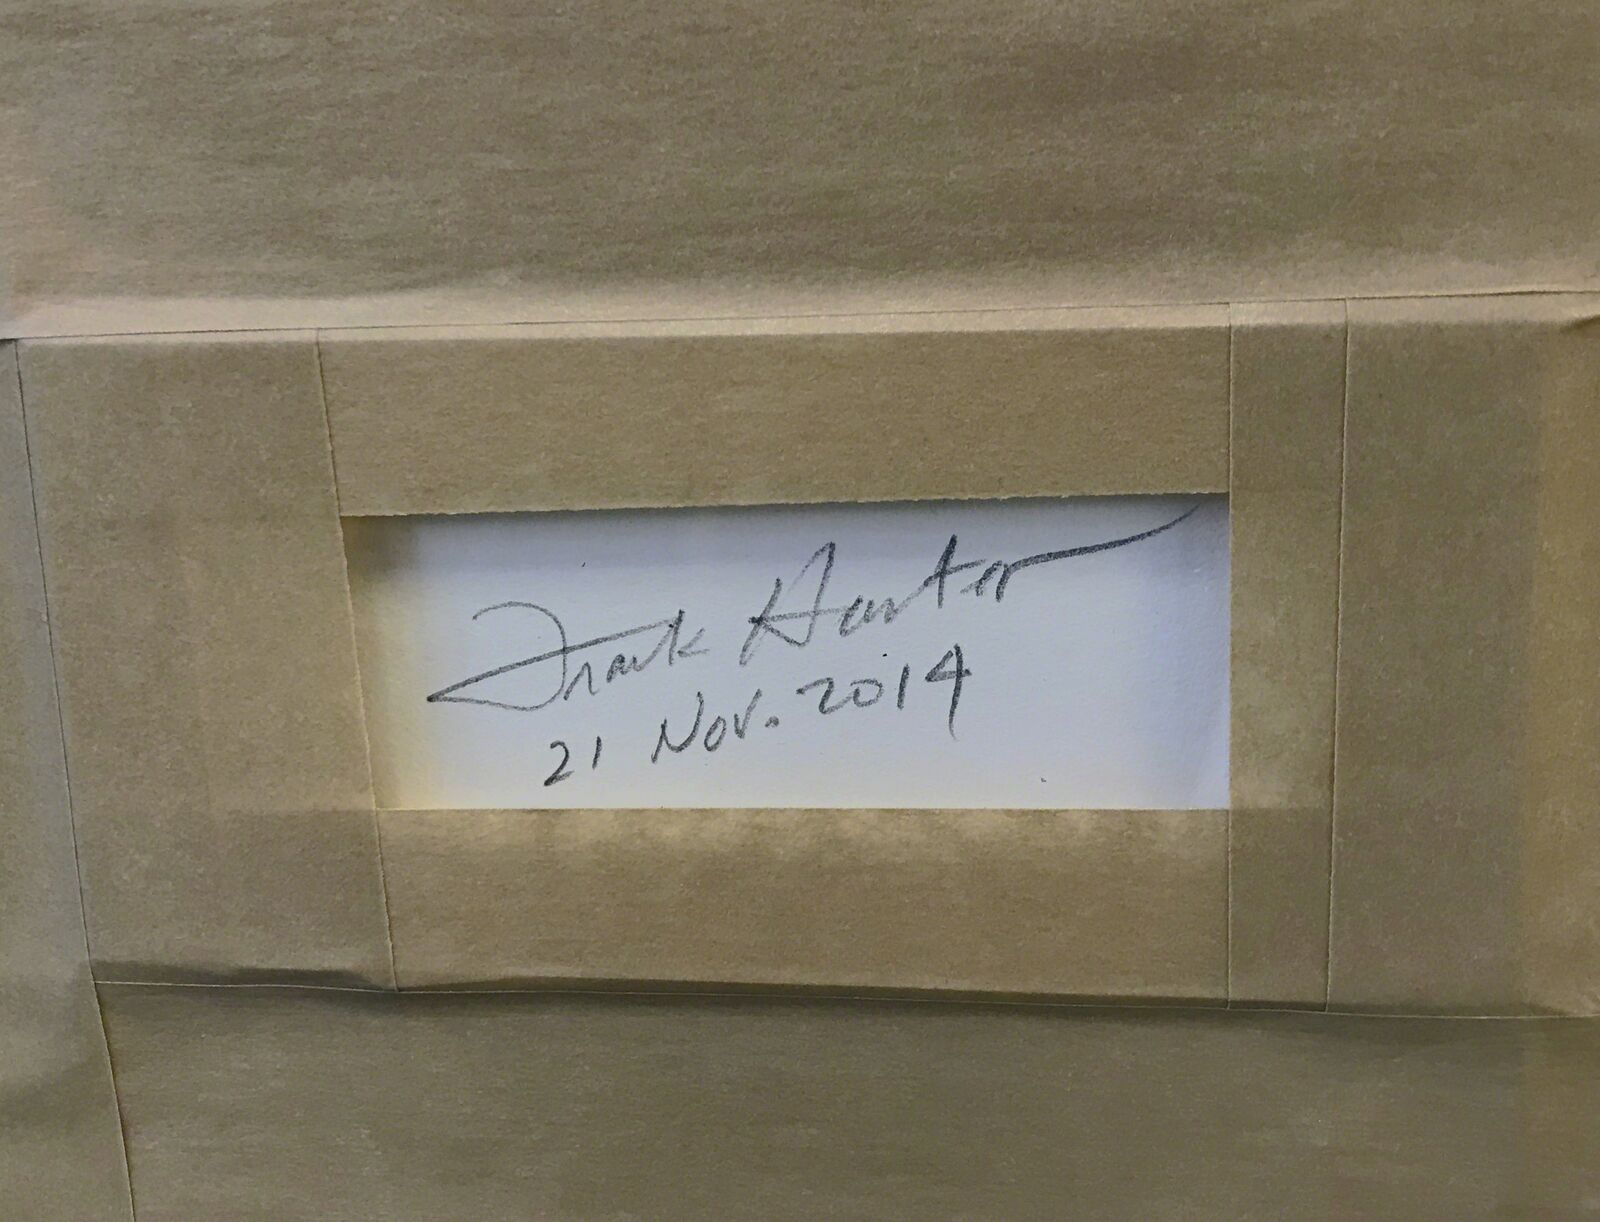 Frank Hunter
21 Nov. 2014